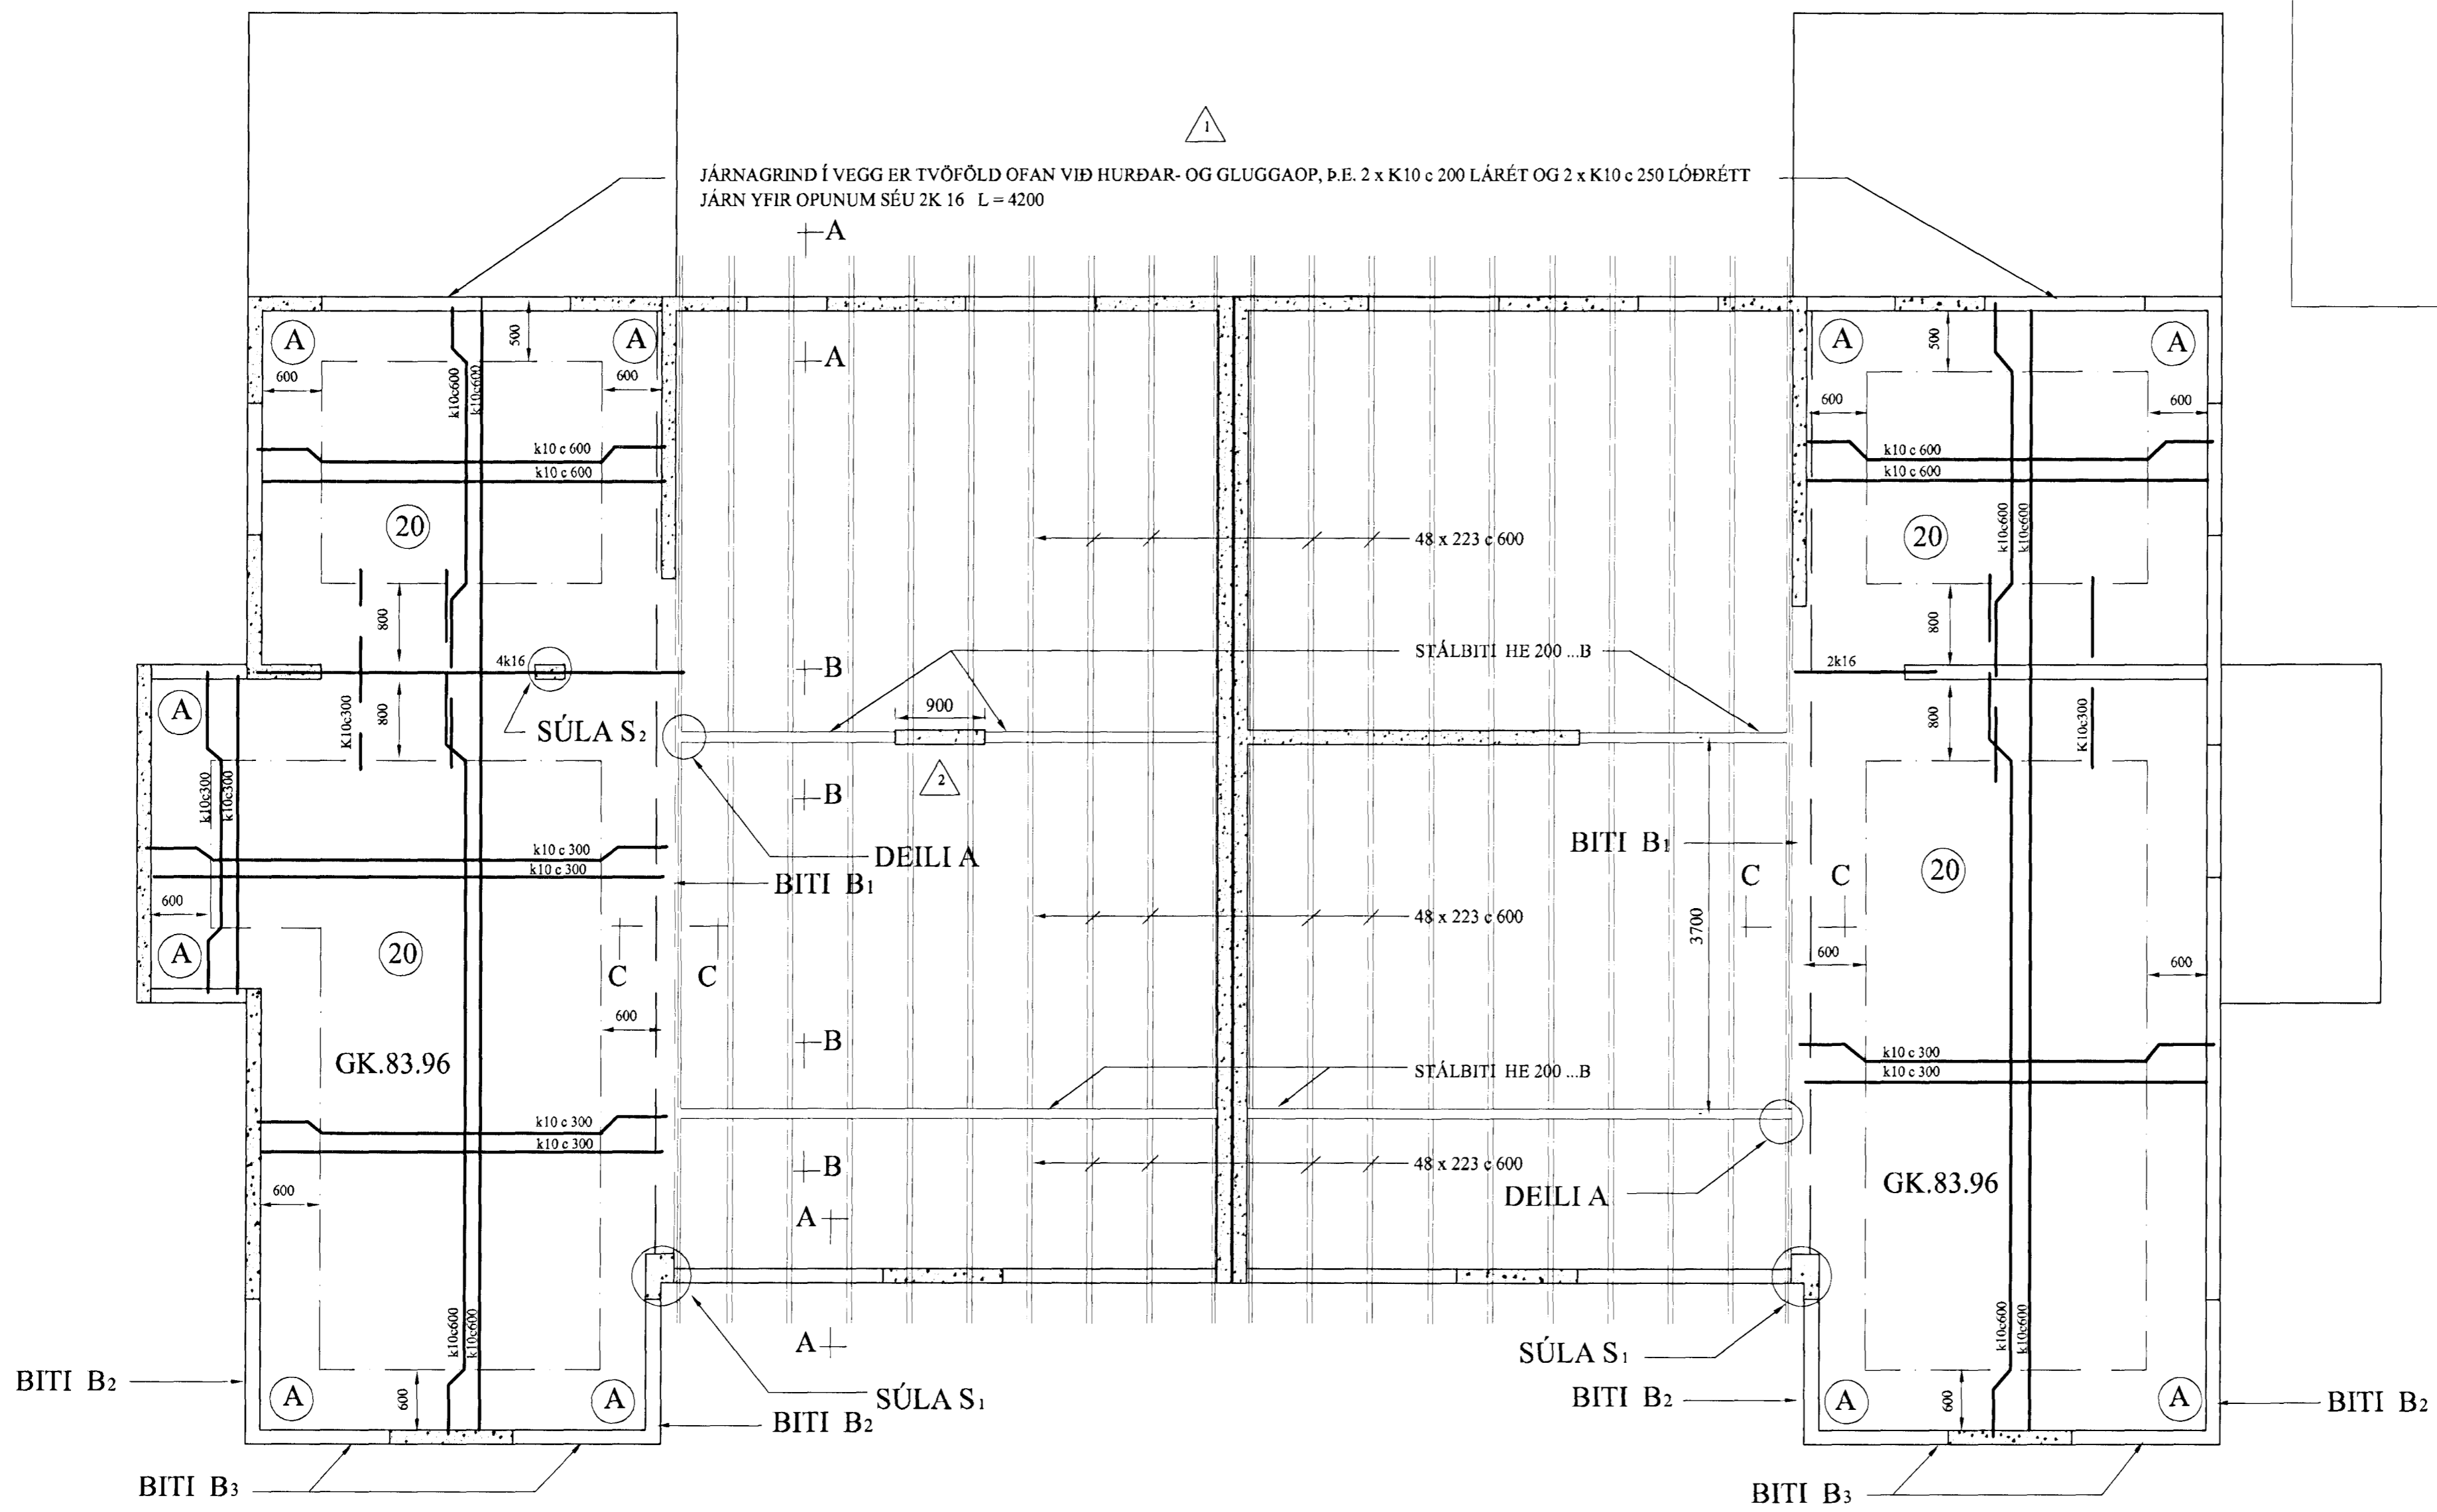 1
JÁRNAGRIND Í VEGG ER TVÖFÖLD OFAN VIÐ HURÐAR- OG GLUGGAOP, Þ.E. 2 x K10 c 200 LÁRÉT OG 2 x K10 c 250 LÓÐRÉTT
JÁRN YFIR OPUNUM SÉU 2K 16 L = 4200
A
A
A
A
A
A
500
500
600
600
600
600
k10c600
k10c600
k10 c 600
k10 c 600
k10 c 600
k10 c 600
20
20
k10c600
k10c600
48 x 223 c 600
800
800
4k16
2k16
B
STÁLBITI HE 200 ...B
A
K10c300
800
SÚLA S2
900
800
K10c300
2
B
k10c300
k10c300
k10 c 300
k10 c 300
DEILI A
BITI B1
BITI B1
C
C
20
600
48 x 223 c 600
3700
A
20
C
C
600
600
600
B
GK.83.96
STÁLBITI HE 200 ...B
k10 c 300
k10 c 300
k10 c 300
k10 c 300
B
48 x 223 c 600
DEILI A
GK.83.96
600
A
k10c600
k10c600
k10c600
k10c600
A
SÚLA S1
BITI B2
A
A
600
SÚLA S1
BITI B2
BITI B2
A
600
A
BITI B2
BITI B3
BITI B3